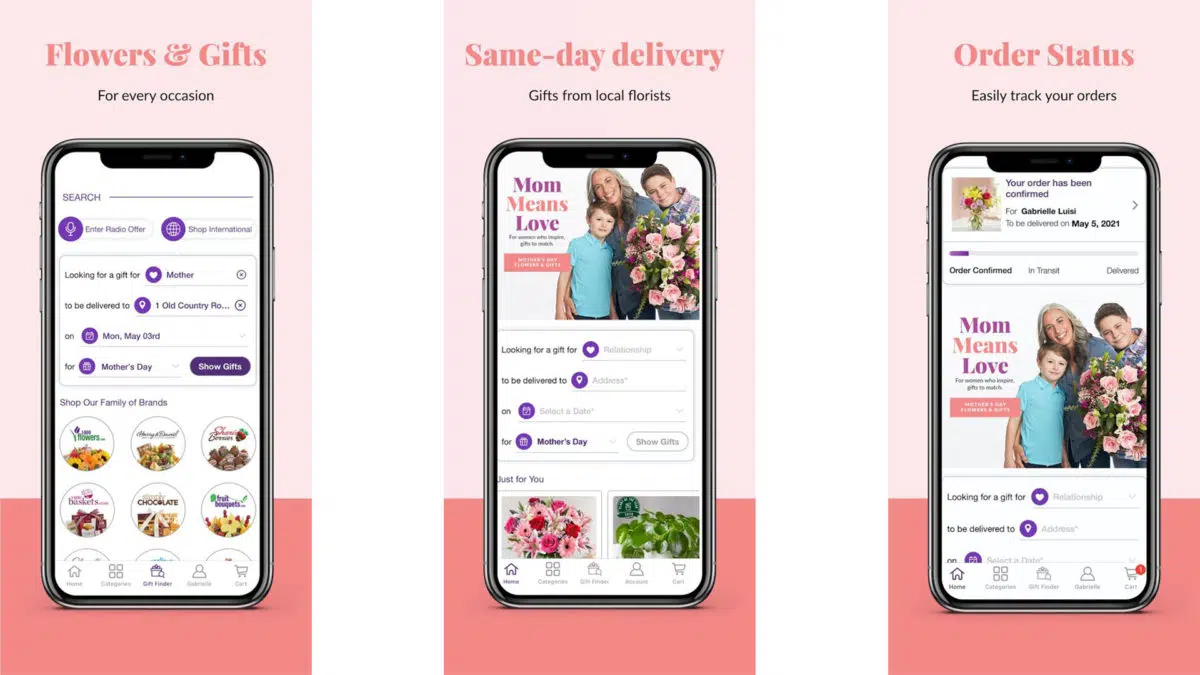 Flowers & Gifts
For every occasion
SEARCH
Enter Radio Offer
Shop International
Looking for a gift for Mother
to be delivered to 1 Old Country Ro...
on Mon, May 03rd
for Mother's Day Show Gifts
Shop Our Family of Brands
1800
flowers.com
Harry & David
Shari's
Berries
baskets.com
simply
CHOCOLATE
fruit
bouquets.com
Home Categories Gift Finder Gabrielle Cart
Same-day delivery
Gifts from local florists
Mom
Means
Love
For women who inspire,
gifts to match.
MOTHER'S DAY
FLOWERS & GIFTS
Looking for a gift for Relationship
to be delivered to Address*
on Select a Date*
for Mother's Day Show Gifts
Just for You
Home Categories Gift Finder Account Cart
Order Status
Easily track your orders
Your order has been
confirmed
For Gabrielle Luisi
To be delivered on May 5, 2021
Order Confirmed In Transit Delivered
Mom
Means
Love
For women who inspire,
gifts to match.
MOTHER'S DAY
FLOWERS & GIFTS
Looking for a gift for Relationship
to be delivered to Address*
on Select a Date*
1
Home Categories Gift Finder Gabrielle Cart